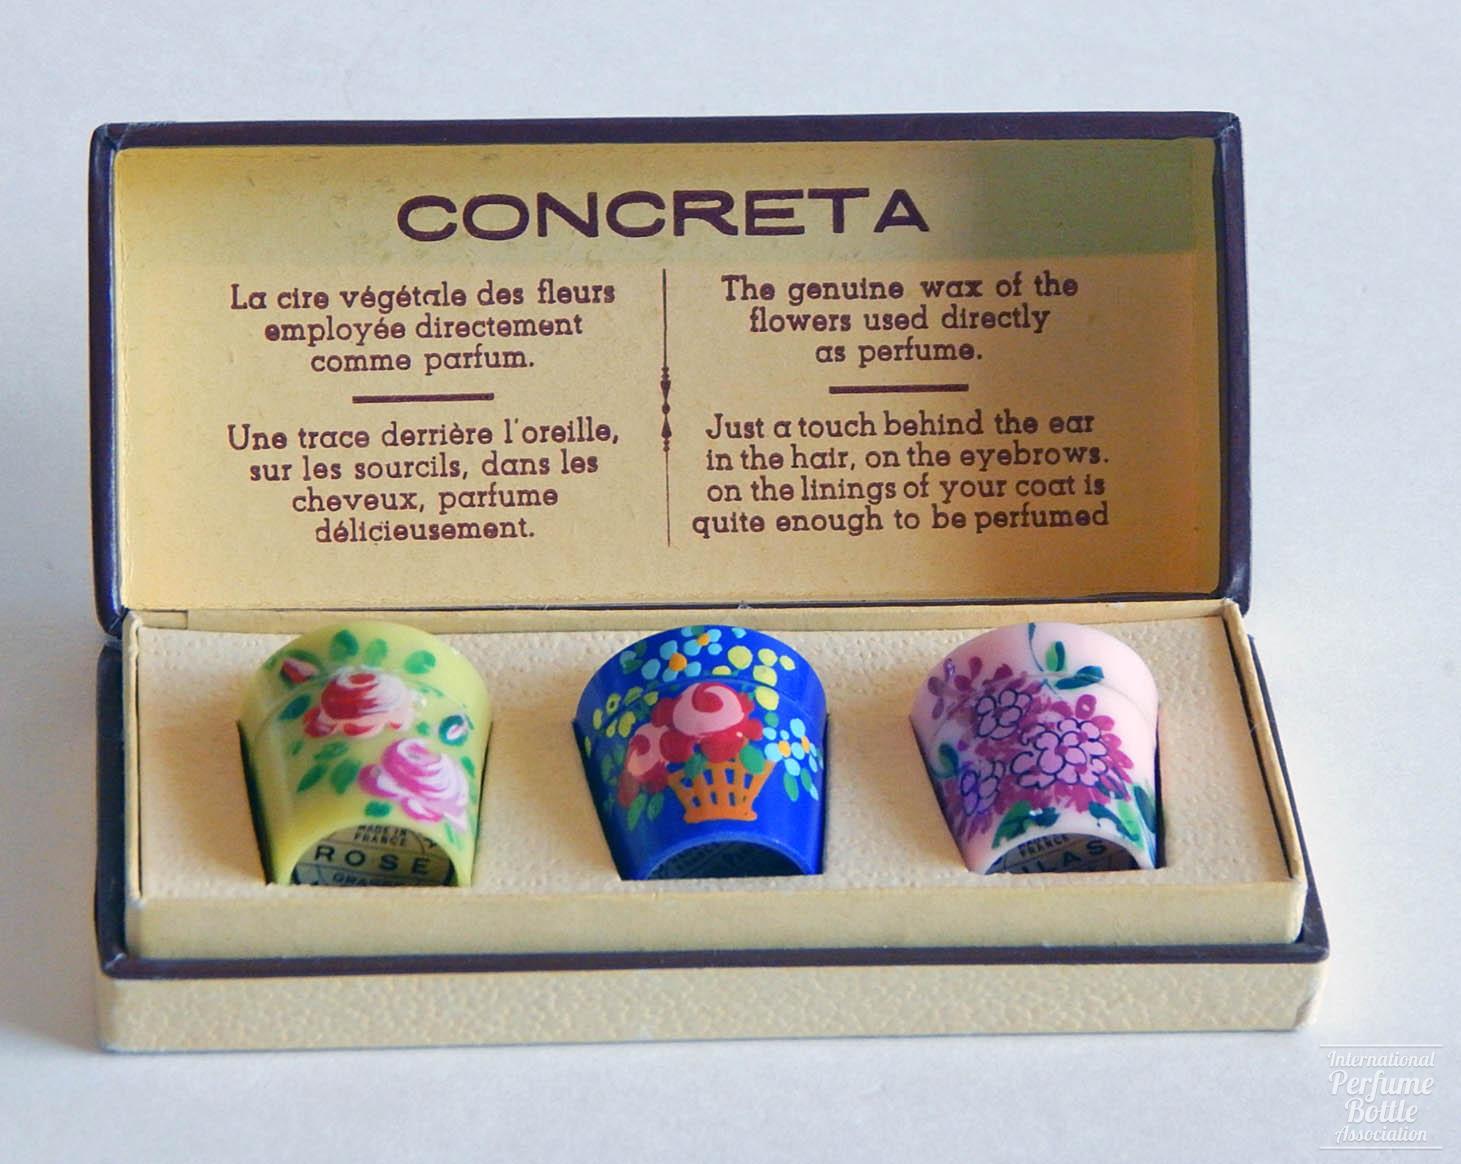 CONCRETA
La cire végétale des fleurs
employée directement
comme parfum.
Une trace derrière l'oreille,
sur les sourcils, dans les
cheveux, parfume
délicieusement.
The genuine wax of the
flowers used directly
as perfume.
Just a touch behind the ear
in the hair, on the eyebrows.
on the linings of your coat is
quite enough to be perfumed
MADE IN
FRANCE
ROSE
FRANCE
International
Perfume
Bottle
Association